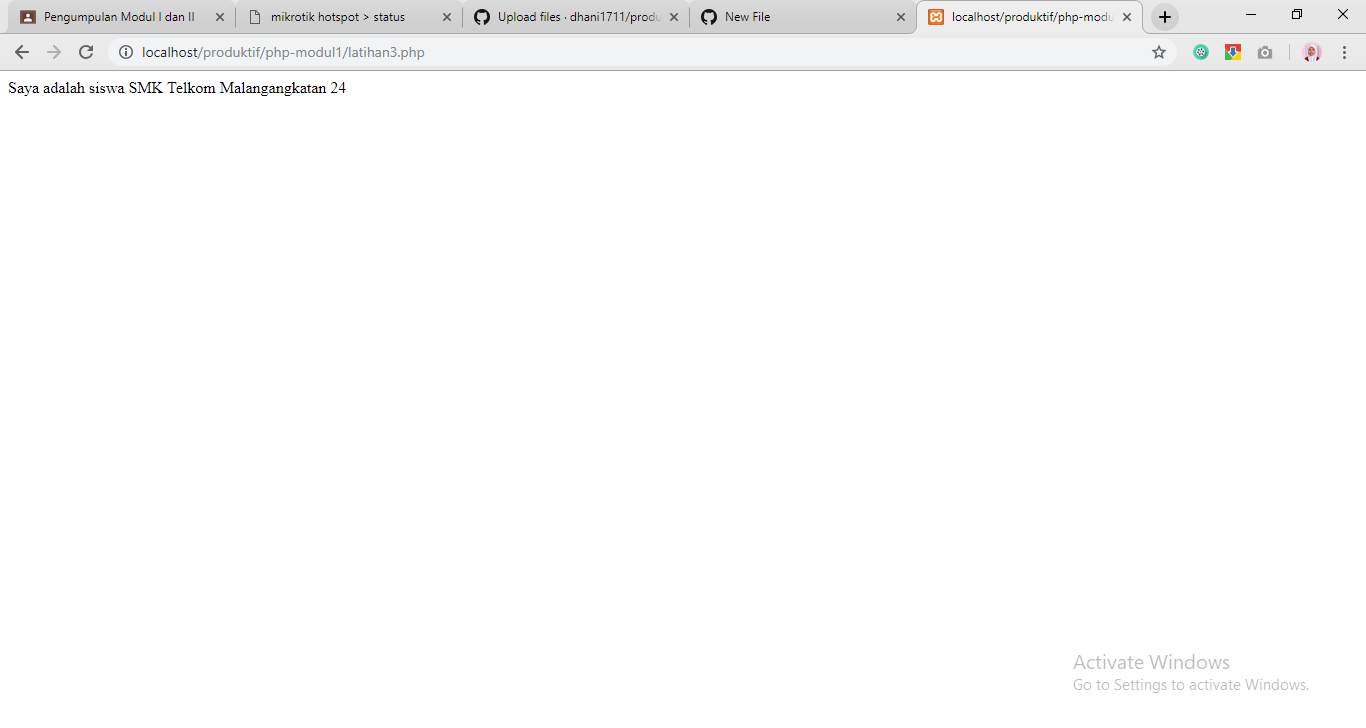 Pengumpulan Modul I dan II
mikrotik hotspot > status
Upload files · dhani1711/produ
New File
localhost/produktif/php-modu
localhost/produktif/php-modul1/latihan3.php
Saya adalah siswa SMK Telkom Malangangkatan 24
Activate Windows
Go to Settings to activate Windows.